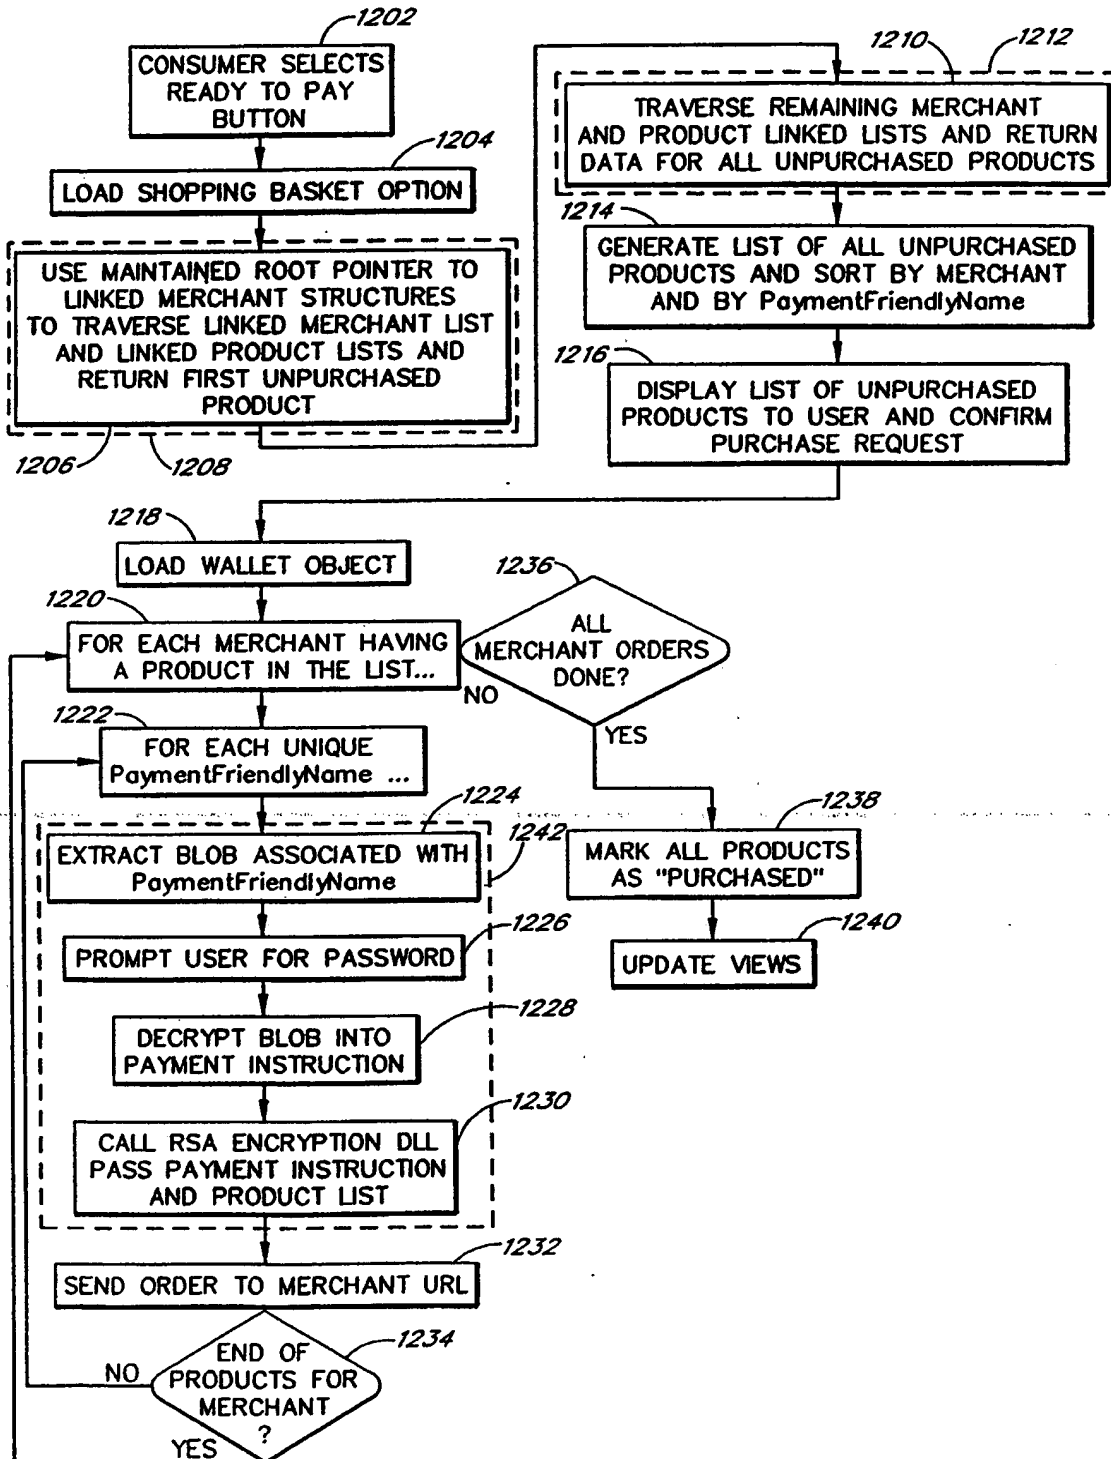 1202
CONSUMER SELECTS
READY TO PAY
BUTTON
1204
LOAD SHOPPING BASKET OPTION
USE MAINTAINED ROOT POINTER TO
LINKED MERCHANT STRUCTURES
TO TRAVERSE LINKED MERCHANT LIST
AND LINKED PRODUCT LISTS AND
RETURN FIRST UNPURCHASED
PRODUCT
1206
1208
1210
1212
TRAVERSE REMAINING MERCHANT
AND PRODUCT LINKED LISTS AND RETURN
DATA FOR ALL UNPURCHASED PRODUCTS
1214
GENERATE LIST OF ALL UNPURCHASED
PRODUCTS AND SORT BY MERCHANT
AND BY PaymentFriendlyName
1216
DISPLAY LIST OF UNPURCHASED
PRODUCTS TO USER AND CONFIRM
PURCHASE REQUEST
1218
LOAD WALLET OBJECT
1220
FOR EACH MERCHANT HAVING
A PRODUCT IN THE LIST...
1236
ALL
MERCHANT ORDERS
DONE?
NO
YES
1222
FOR EACH UNIQUE
PaymentFriendlyName ...
1224
1242
EXTRACT BLOB ASSOCIATED WITH
PaymentFriendlyName
1226
PROMPT USER FOR PASSWORD
1228
DECRYPT BLOB INTO
PAYMENT INSTRUCTION
1230
CALL RSA ENCRYPTION DLL
PASS PAYMENT INSTRUCTION
AND PRODUCT LIST
1232
SEND ORDER TO MERCHANT URL
1234
END OF
PRODUCTS FOR
MERCHANT
?
NO
YES
1238
MARK ALL PRODUCTS
AS "PURCHASED"
1240
UPDATE VIEWS